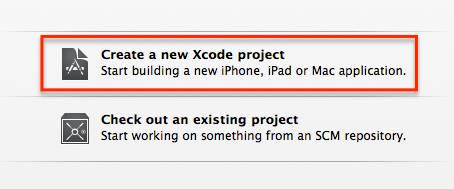 Create a new Xcode project
Start building a new iPhone, iPad or Mac application.
Check out an existing project
Start working on something from an SCM repository.